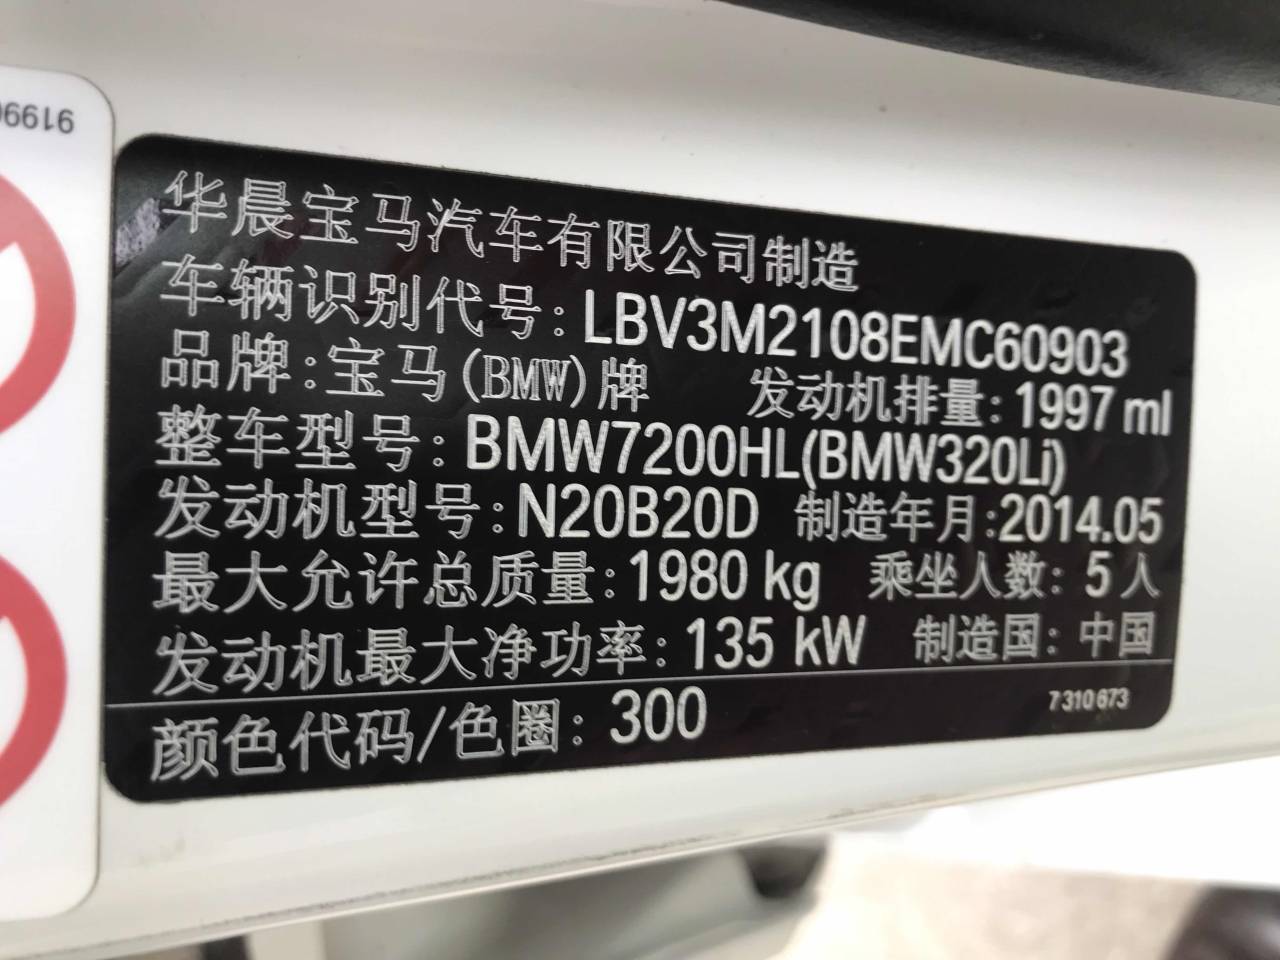 华晨宝马汽车有限公司制造
车辆识别代号:LBV3M2108EMC60903
品牌:宝马(BMW)牌 发动机排量:1997 ml
整车型号:BMW7200HL(BMW320Li)
发动机型号:N20B20D 制造年月:2014.05
最大允许总质量:1980 kg 乘坐人数:5人
发动机最大净功率:135 kW 制造国:中国
7310673
颜色代码/色圈:300